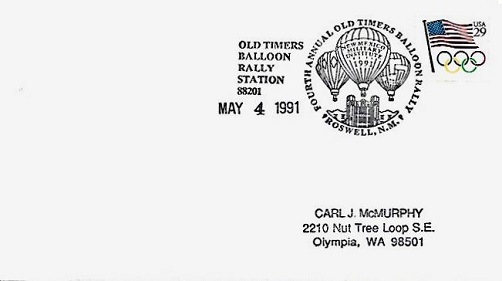 OLD TIMERS
BALLOON
RALLY
STATION
88201
MAY 4 1991
FOURTH ANNUAL OLD TIMERS BALLOON RALLY
NEW MEXICO
MILITARY
INSTITUTE
1991
ROSWELL, N.M.
USA
29
CARL J. McMURPHY
2210 Nut Tree Loop S.E.
Olympia, WA 98501